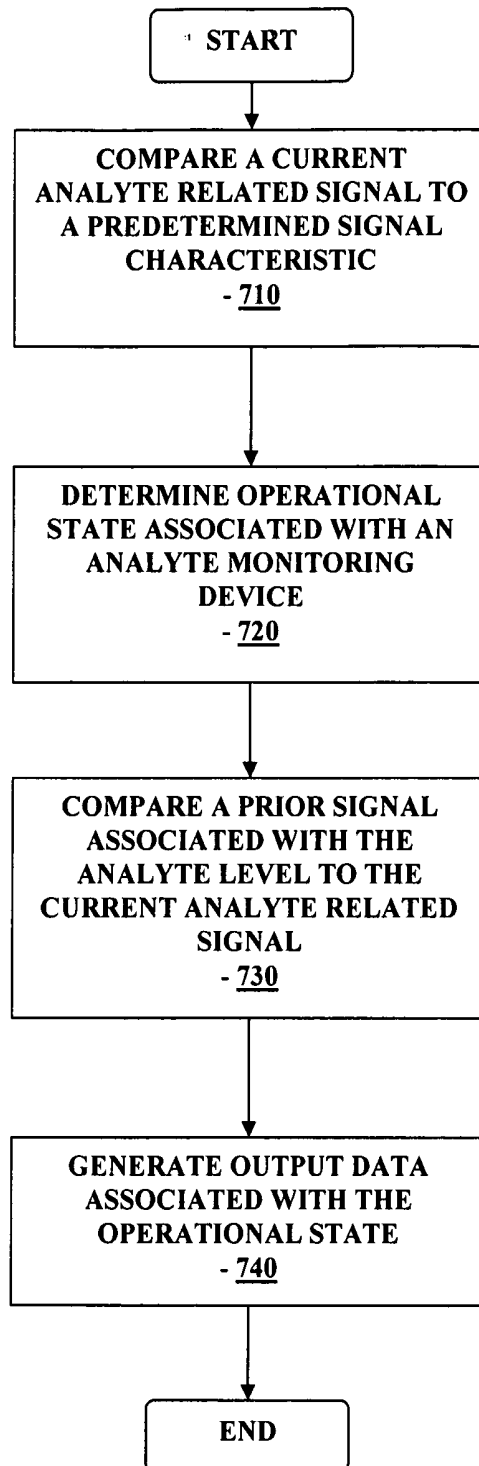 START
COMPARE A CURRENT
ANALYTE RELATED SIGNAL TO
A PREDETERMINED SIGNAL
CHARACTERISTIC
- 710
DETERMINE OPERATIONAL
STATE ASSOCIATED WITH AN
ANALYTE MONITORING
DEVICE
- 720
COMPARE A PRIOR SIGNAL
ASSOCIATED WITH THE
ANALYTE LEVEL TO THE
CURRENT ANALYTE RELATED
SIGNAL
- 730
GENERATE OUTPUT DATA
ASSOCIATED WITH THE
OPERATIONAL STATE
- 740
END